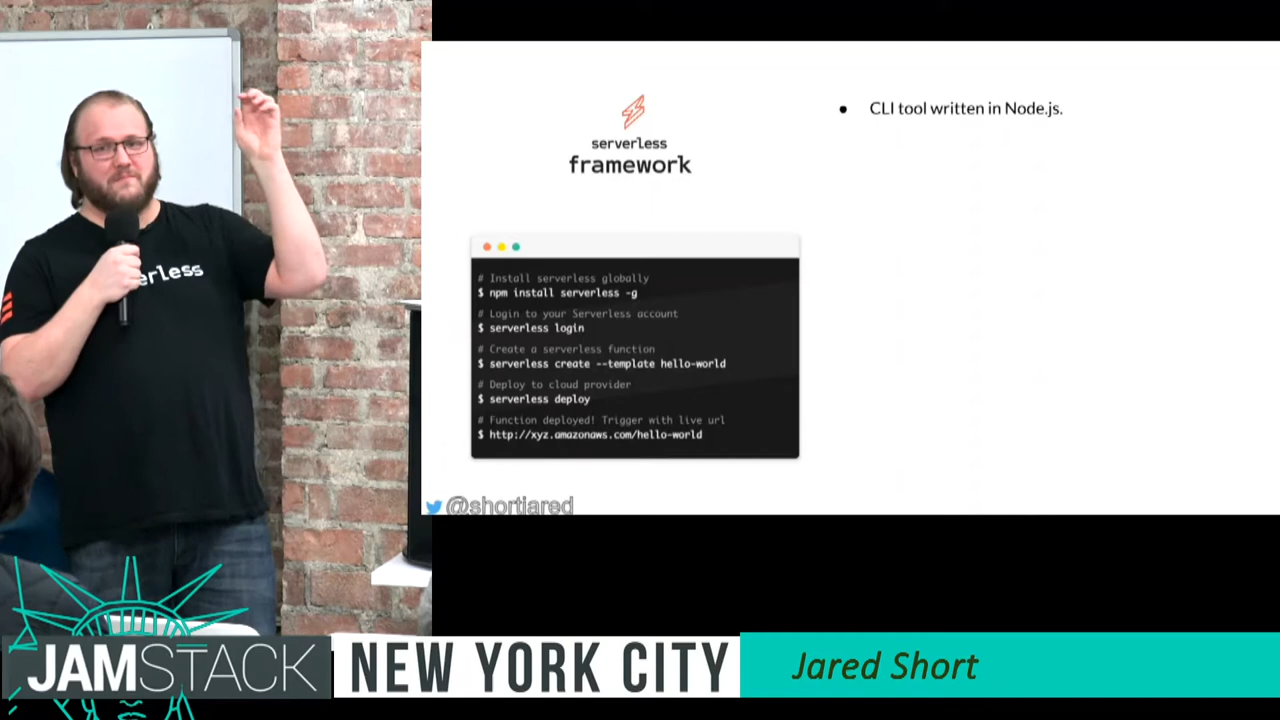 serverless
framework
CLI tool written in Node.js.
# Install serverless globally
$ npm install serverless -g
# Login to your Serverless account
$ serverless login
# Create a serverless function
$ serverless create --template hello-world
# Deploy to cloud provider
$ serverless deploy
# Function deployed! Trigger with live url
$ http://xyz.amazonaws.com/hello-world
@shortjared
erless
JAMSTACK NEW YORK CITY Jared Short